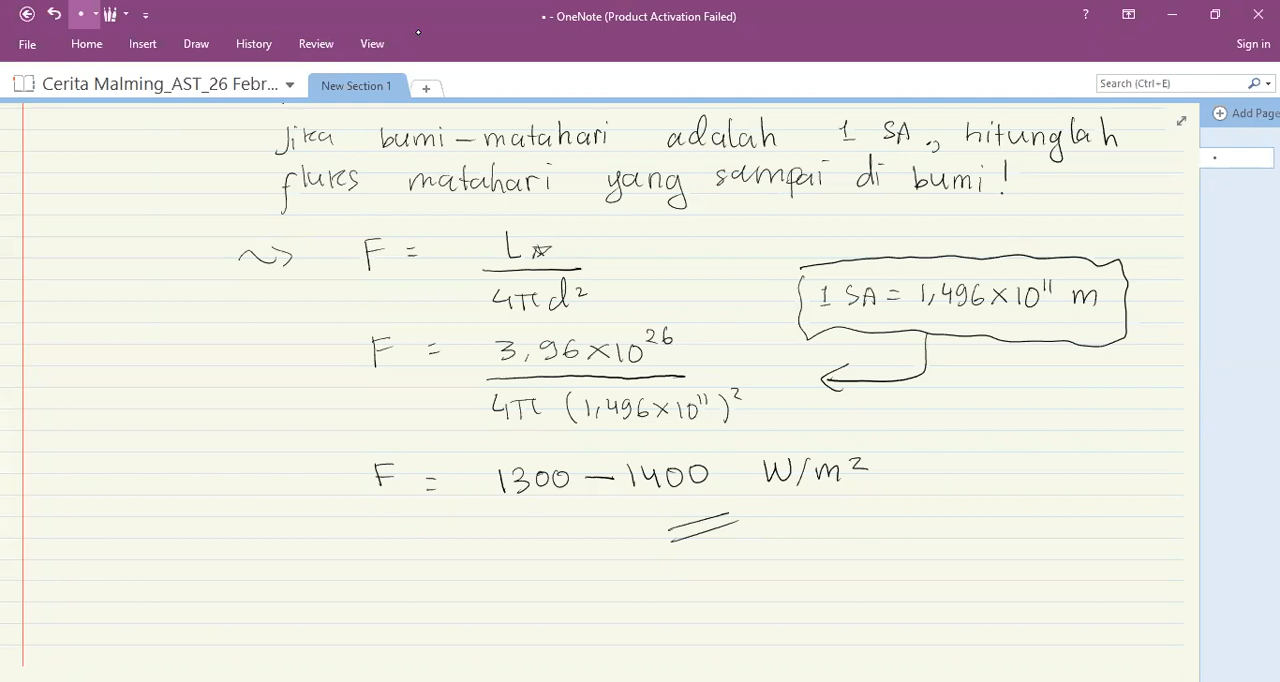 • - OneNote (Product Activation Failed)
?
File Home Insert Draw History Review View Sign in
Cerita Malming_AST_26 Febr... New Section 1 + Search (Ctrl+E)
Add Page
Jika bumi-matahari adalah 1 SA., hitunglah
fluks matahari yang sampai di bumi!
~> F = L☆ / 4πd²
1 SA = 1,496×10¹¹ m
F = 3,96×10²⁶ / 4π (1,496×10¹¹)²
F = 1300 – 1400 W/m²